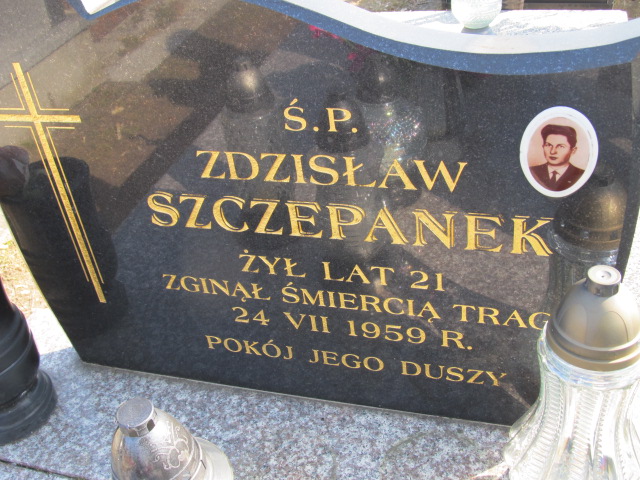 Ś.P.
ZDZISŁAW
SZCZEPANEK
ŻYŁ LAT 21
ZGINĄŁ ŚMIERCIĄ TRAG
24 VII 1959 R.
POKÓJ JEGO DUSZY